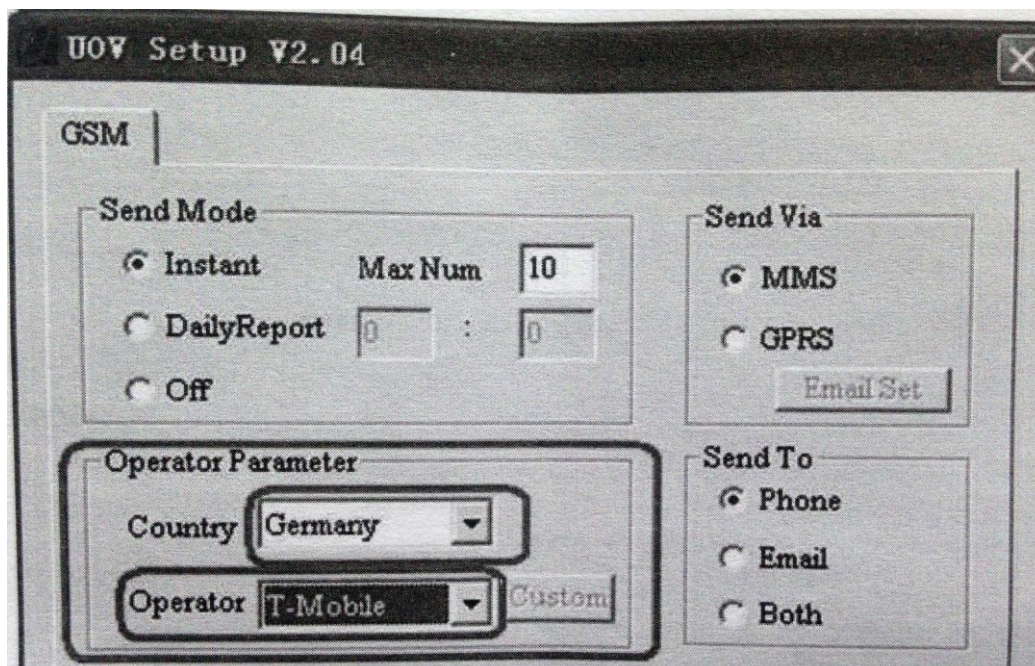 UOV Setup V2.04
GSM
Send Mode
Instant Max Num 10
DailyReport 0 : 0
Off
Send Via
MMS
GPRS
Email Set
Operator Parameter
Country Germany
Operator T-Mobile Custom
Send To
Phone
Email
Both